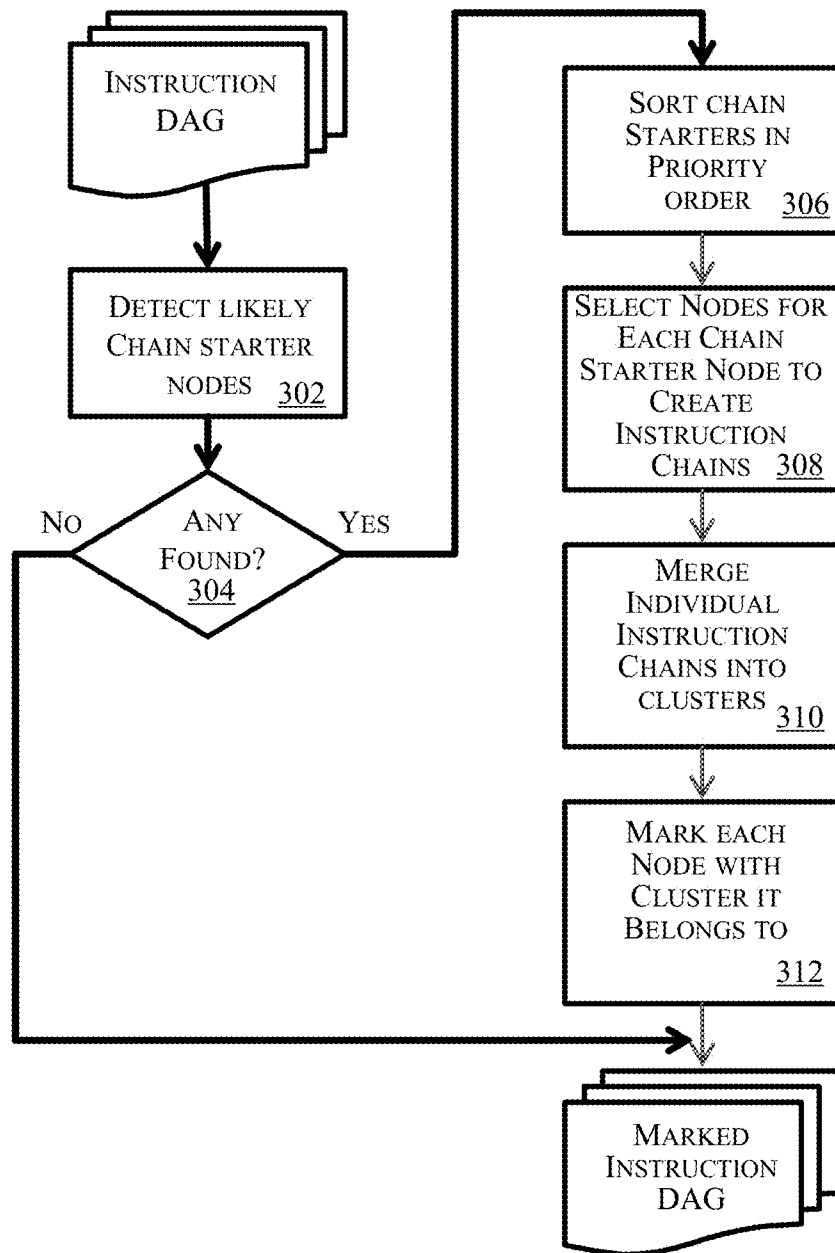 INSTRUCTION
DAG
DETECT LIKELY
CHAIN STARTER
NODES
302
NO
YES
ANY
FOUND?
304
SORT CHAIN
STARTERS IN
PRIORITY
ORDER
306
SELECT NODES FOR
EACH CHAIN
STARTER NODE TO
CREATE
INSTRUCTION
CHAINS
308
MERGE
INDIVIDUAL
INSTRUCTION
CHAINS INTO
CLUSTERS
310
MARK EACH
NODE WITH
CLUSTER IT
BELONGS TO
312
MARKED
INSTRUCTION
DAG